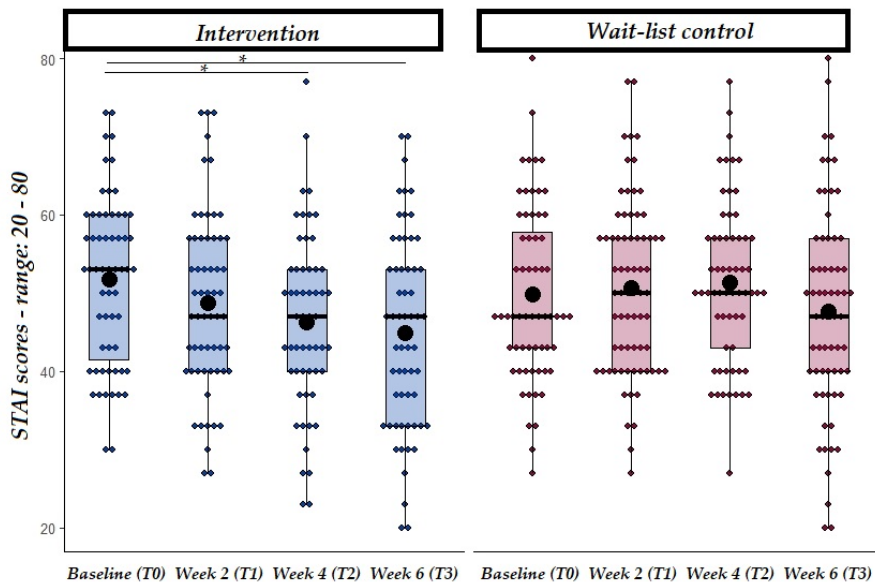 Intervention
Wait-list control
80
*
*
60
40
20
STAI scores - range: 20 - 80
Baseline (T0) Week 2 (T1) Week 4 (T2) Week 6 (T3)
Baseline (T0) Week 2 (T1) Week 4 (T2) Week 6 (T3)